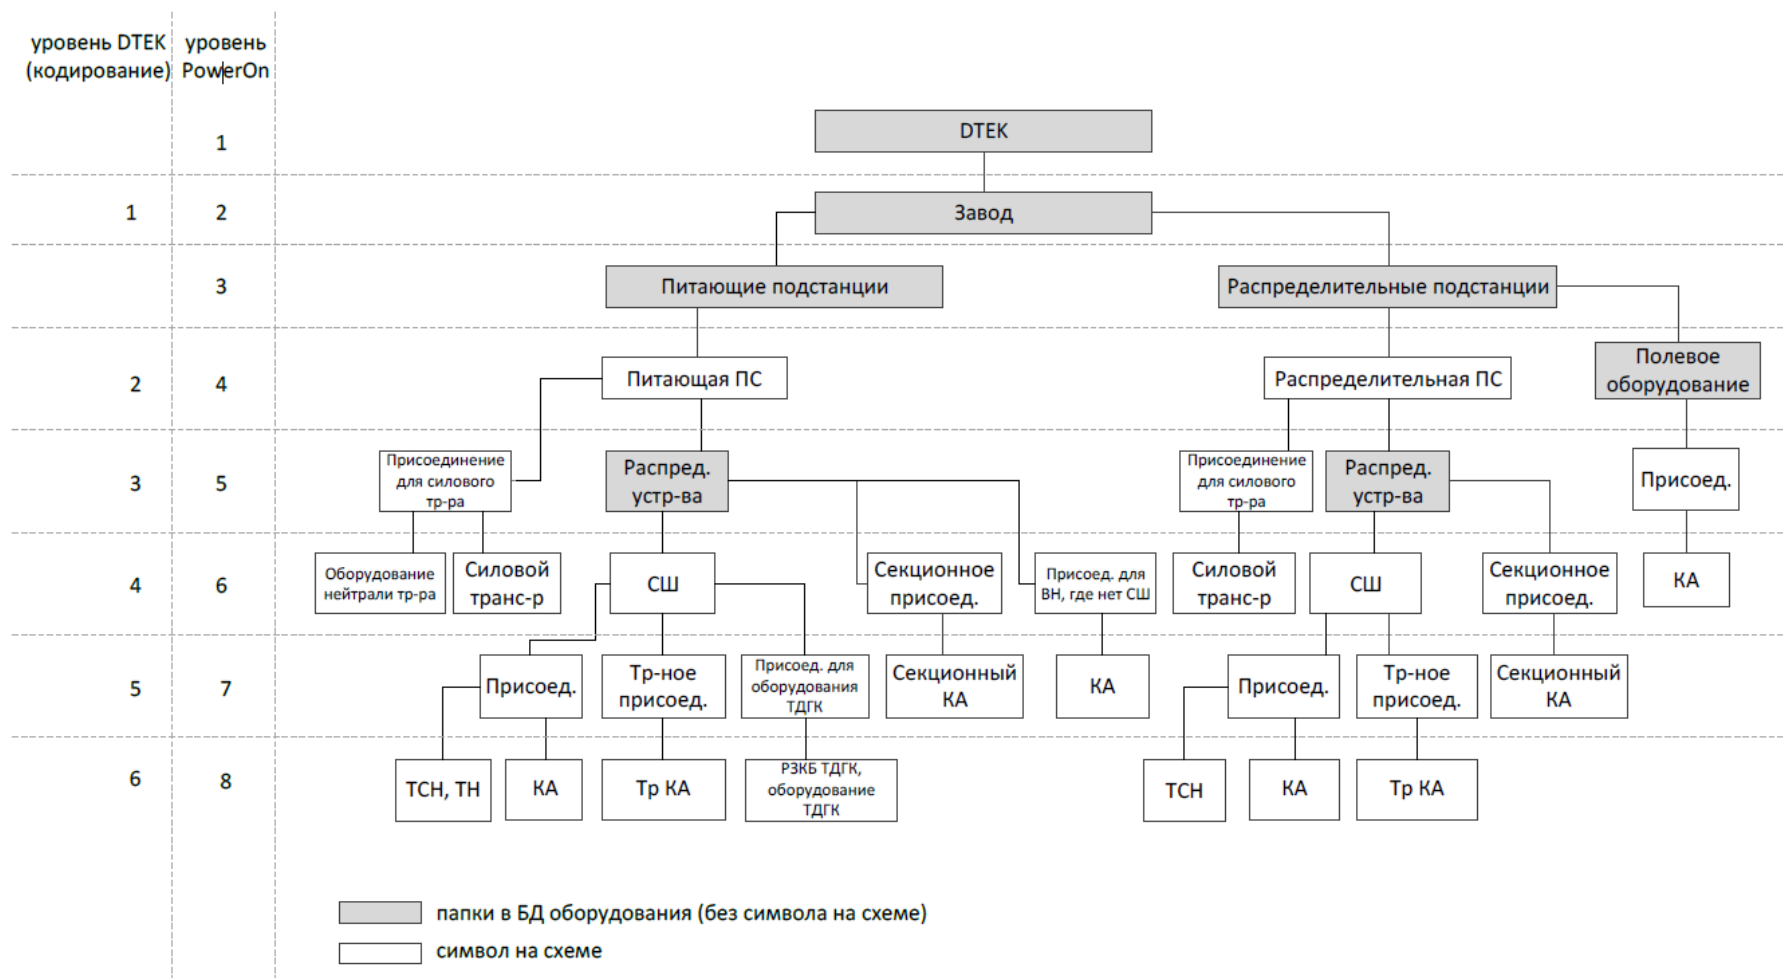 уровень DTEK
(кодирование)
уровень
PowerOn
1
DTEK
1
2
Завод
3
Питающие подстанции
Распределительные подстанции
2
4
Питающая ПС
Распределительная ПС
Полевое
оборудование
3
5
Присоединение
для силового
тр-ра
Распред.
устр-ва
Присоединение
для силового
тр-ра
Распред.
устр-ва
Присоед.
4
6
Оборудование
нейтрали тр-ра
Силовой
транс-р
СШ
Секционное
присоед.
Присоед. для
ВН, где нет СШ
Силовой
транс-р
СШ
Секционное
присоед.
КА
5
7
Присоед.
Тр-ное
присоед.
Присоед. для
оборудования
ТДГК
Секционный
КА
КА
Присоед.
Тр-ное
присоед.
Секционный
КА
6
8
ТСН, ТН
КА
Тр КА
РЗКБ ТДГК,
оборудование
ТДГК
ТСН
КА
Тр КА
папки в БД оборудования (без символа на схеме)
символ на схеме